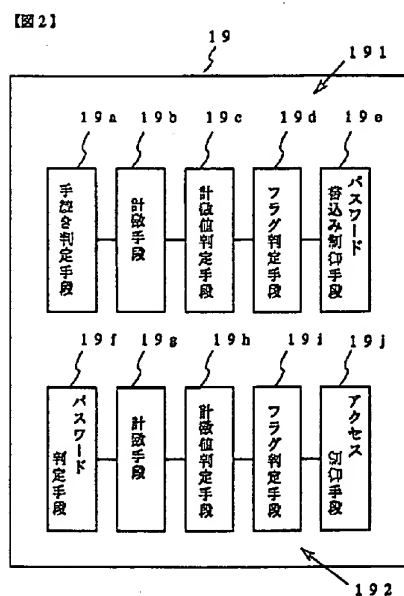 【図2】
19
191
19a
19b
19c
19d
19e
手続き判定手段
計数手段
計数値判定手段
フラグ判定手段
パスワード
書込み制御手段
19f
19g
19h
19i
19j
パスワード
判定手段
計数手段
計数値判定手段
フラグ判定手段
アクセス
制御手段
192